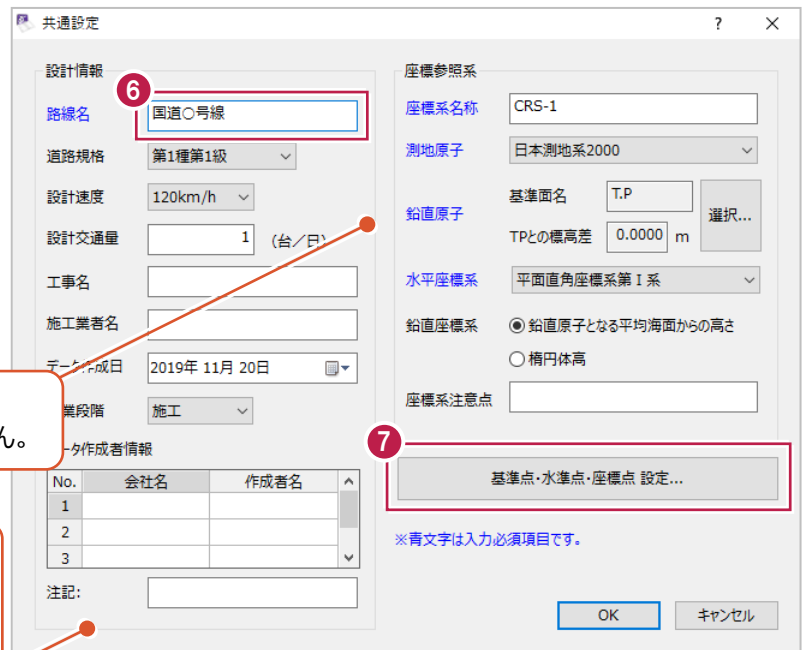 共通設定 ? ×
設計情報
6
路線名 国道○号線
道路規格 第1種第1級
設計速度 120km/h
設計交通量 1 (台/日)
工事名
施工業者名
データ作成日 2019年 11月 20日
業段階 施工
ん。
ータ作成者情報
No. 会社名 作成者名
1
2
3
注記:
座標参照系
座標系名称 CRS-1
測地原子 日本測地系2000
鉛直原子 基準面名 T.P 選択...
TPとの標高差 0.0000 m
水平座標系 平面直角座標系第Ⅰ系
鉛直座標系 鉛直原子となる平均海面からの高さ
楕円体高
座標系注意点
7
基準点・水準点・座標点 設定...
※青文字は入力必須項目です。
OK キャンセル